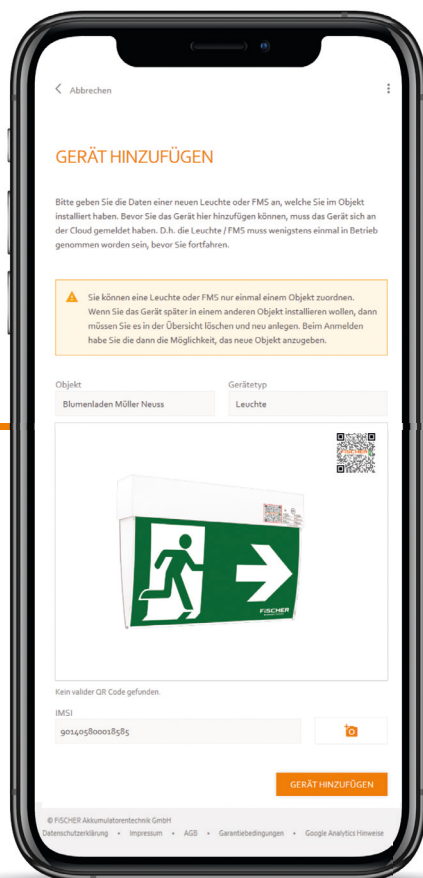 Abbrechen
GERÄT HINZUFÜGEN
Bitte geben Sie die Daten einer neuen Leuchte oder FMS an, welche Sie im Objekt
installiert haben. Bevor Sie das Gerät hier hinzufügen können, muss das Gerät sich an
der Cloud gemeldet haben. D.h. die Leuchte / FMS muss wenigstens einmal in Betrieb
genommen worden sein, bevor Sie fortfahren.
Sie können eine Leuchte oder FMS nur einmal einem Objekt zuordnen.
Wenn Sie das Gerät später in einem anderen Objekt installieren wollen, dann
müssen Sie es in der Übersicht löschen und neu anlegen. Beim Anmelden
habe Sie die dann die Möglichkeit, das neue Objekt anzugeben.
Objekt Gerätetyp
Blumenladen Müller Neuss Leuchte
FiSCHER
FiSCHER
Kein valider QR Code gefunden.
IMSI
901405800018585
GERÄT HINZUFÜGEN
© FiSCHER Akkumulatorentechnik GmbH
Datenschutzerklärung • Impressum • AGB • Garantiebedingungen • Google Analytics Hinweise